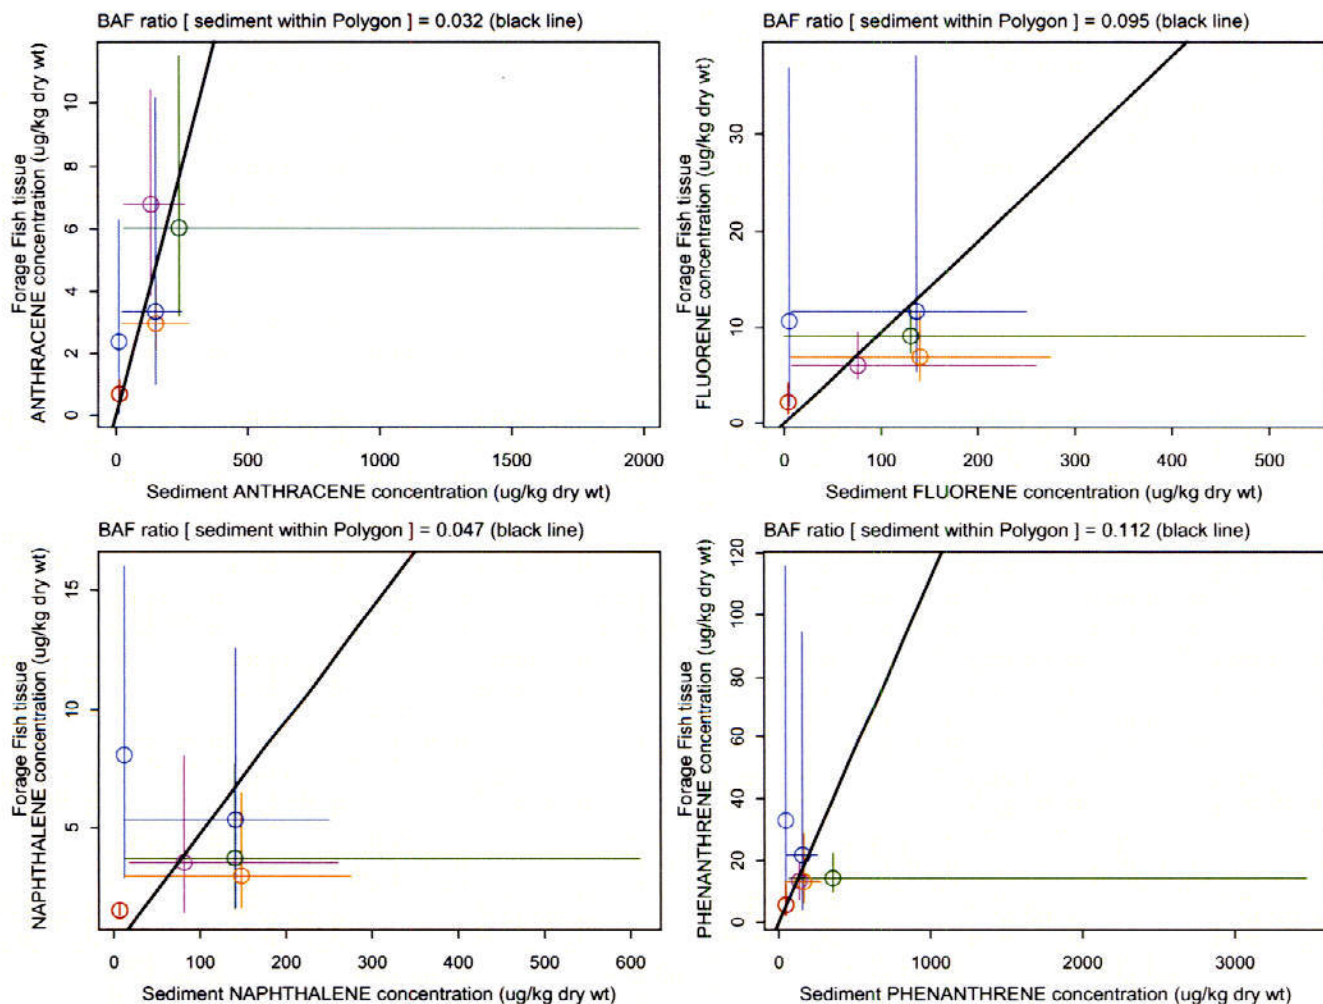 BAF ratio [ sediment within Polygon ] = 0.032 (black line)
Forage Fish tissue
ANTHRACENE concentration (ug/kg dry wt)
10
8
6
4
2
0
0 500 1000 1500 2000
Sediment ANTHRACENE concentration (ug/kg dry wt)
BAF ratio [ sediment within Polygon ] = 0.095 (black line)
Forage Fish tissue
FLUORENE concentration (ug/kg dry wt)
30
20
10
0
0 100 200 300 400 500
Sediment FLUORENE concentration (ug/kg dry wt)
BAF ratio [ sediment within Polygon ] = 0.047 (black line)
Forage Fish tissue
NAPHTHALENE concentration (ug/kg dry wt)
15
10
5
0 100 200 300 400 500 600
Sediment NAPHTHALENE concentration (ug/kg dry wt)
BAF ratio [ sediment within Polygon ] = 0.112 (black line)
Forage Fish tissue
PHENANTHRENE concentration (ug/kg dry wt)
120
100
80
60
40
20
0
0 1000 2000 3000
Sediment PHENANTHRENE concentration (ug/kg dry wt)